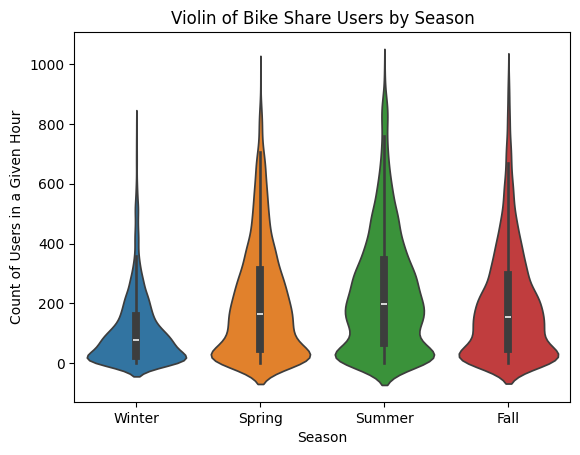 Violin of Bike Share Users by Season
Count of Users in a Given Hour
1000
800
600
400
200
0
Winter Spring Summer Fall
Season